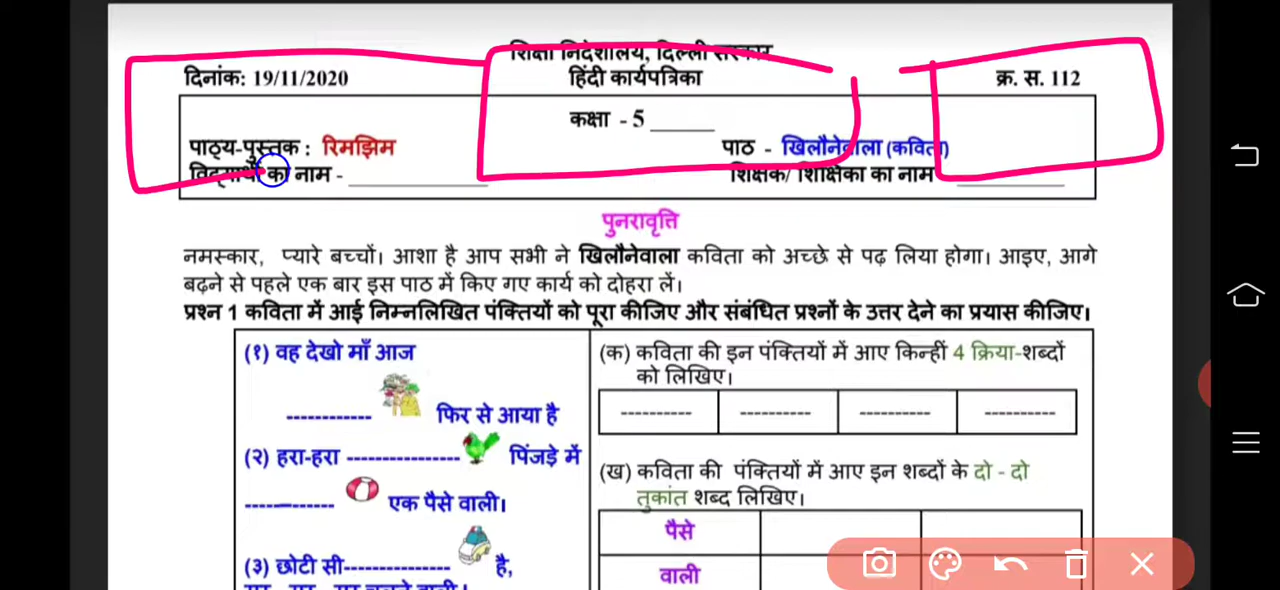 शिक्षा निदेशालय, दिल्ली सरकार
दिनांक: 19/11/2020 हिंदी कार्यपत्रिका क्र. स. 112
कक्षा - 5 _____
पाठ्य-पुस्तक : रिमझिम पाठ - खिलौनेवाला (कविता)
विद्यार्थी का नाम - ___________ शिक्षक/ शिक्षिका का नाम ________
पुनरावृत्ति
नमस्कार, प्यारे बच्चों। आशा है आप सभी ने खिलौनेवाला कविता को अच्छे से पढ़ लिया होगा। आइए, आगे
बढ़ने से पहले एक बार इस पाठ में किए गए कार्य को दोहरा लें।
प्रश्न 1 कविता में आई निम्नलिखित पंक्तियों को पूरा कीजिए और संबंधित प्रश्नों के उत्तर देने का प्रयास कीजिए।
(१) वह देखो माँ आज
------------ फिर से आया है
(२) हरा-हरा ---------------- पिंजड़े में
------------- एक पैसे वाली।
(३) छोटी सी--------------- है,
(क) कविता की इन पंक्तियों में आए किन्हीं 4 क्रिया-शब्दों
को लिखिए।
---------- ---------- ---------- ----------
(ख) कविता की पंक्तियों में आए इन शब्दों के दो - दो
तुकांत शब्द लिखिए।
पैसे
वाली